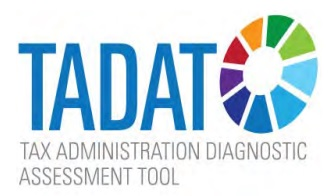 TADAT
TAX ADMINISTRATION DIAGNOSTIC
ASSESSMENT TOOL